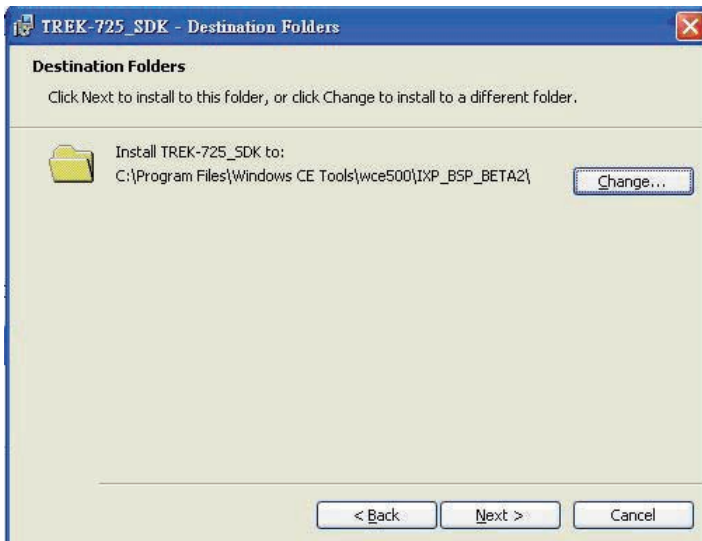 TREK-725_SDK - Destination Folders
Destination Folders
Click Next to install to this folder, or click Change to install to a different folder.
Install TREK-725_SDK to:
C:\Program Files\Windows CE Tools\wce500\IXP_BSP_BETA2\
Change...
< Back
Next >
Cancel